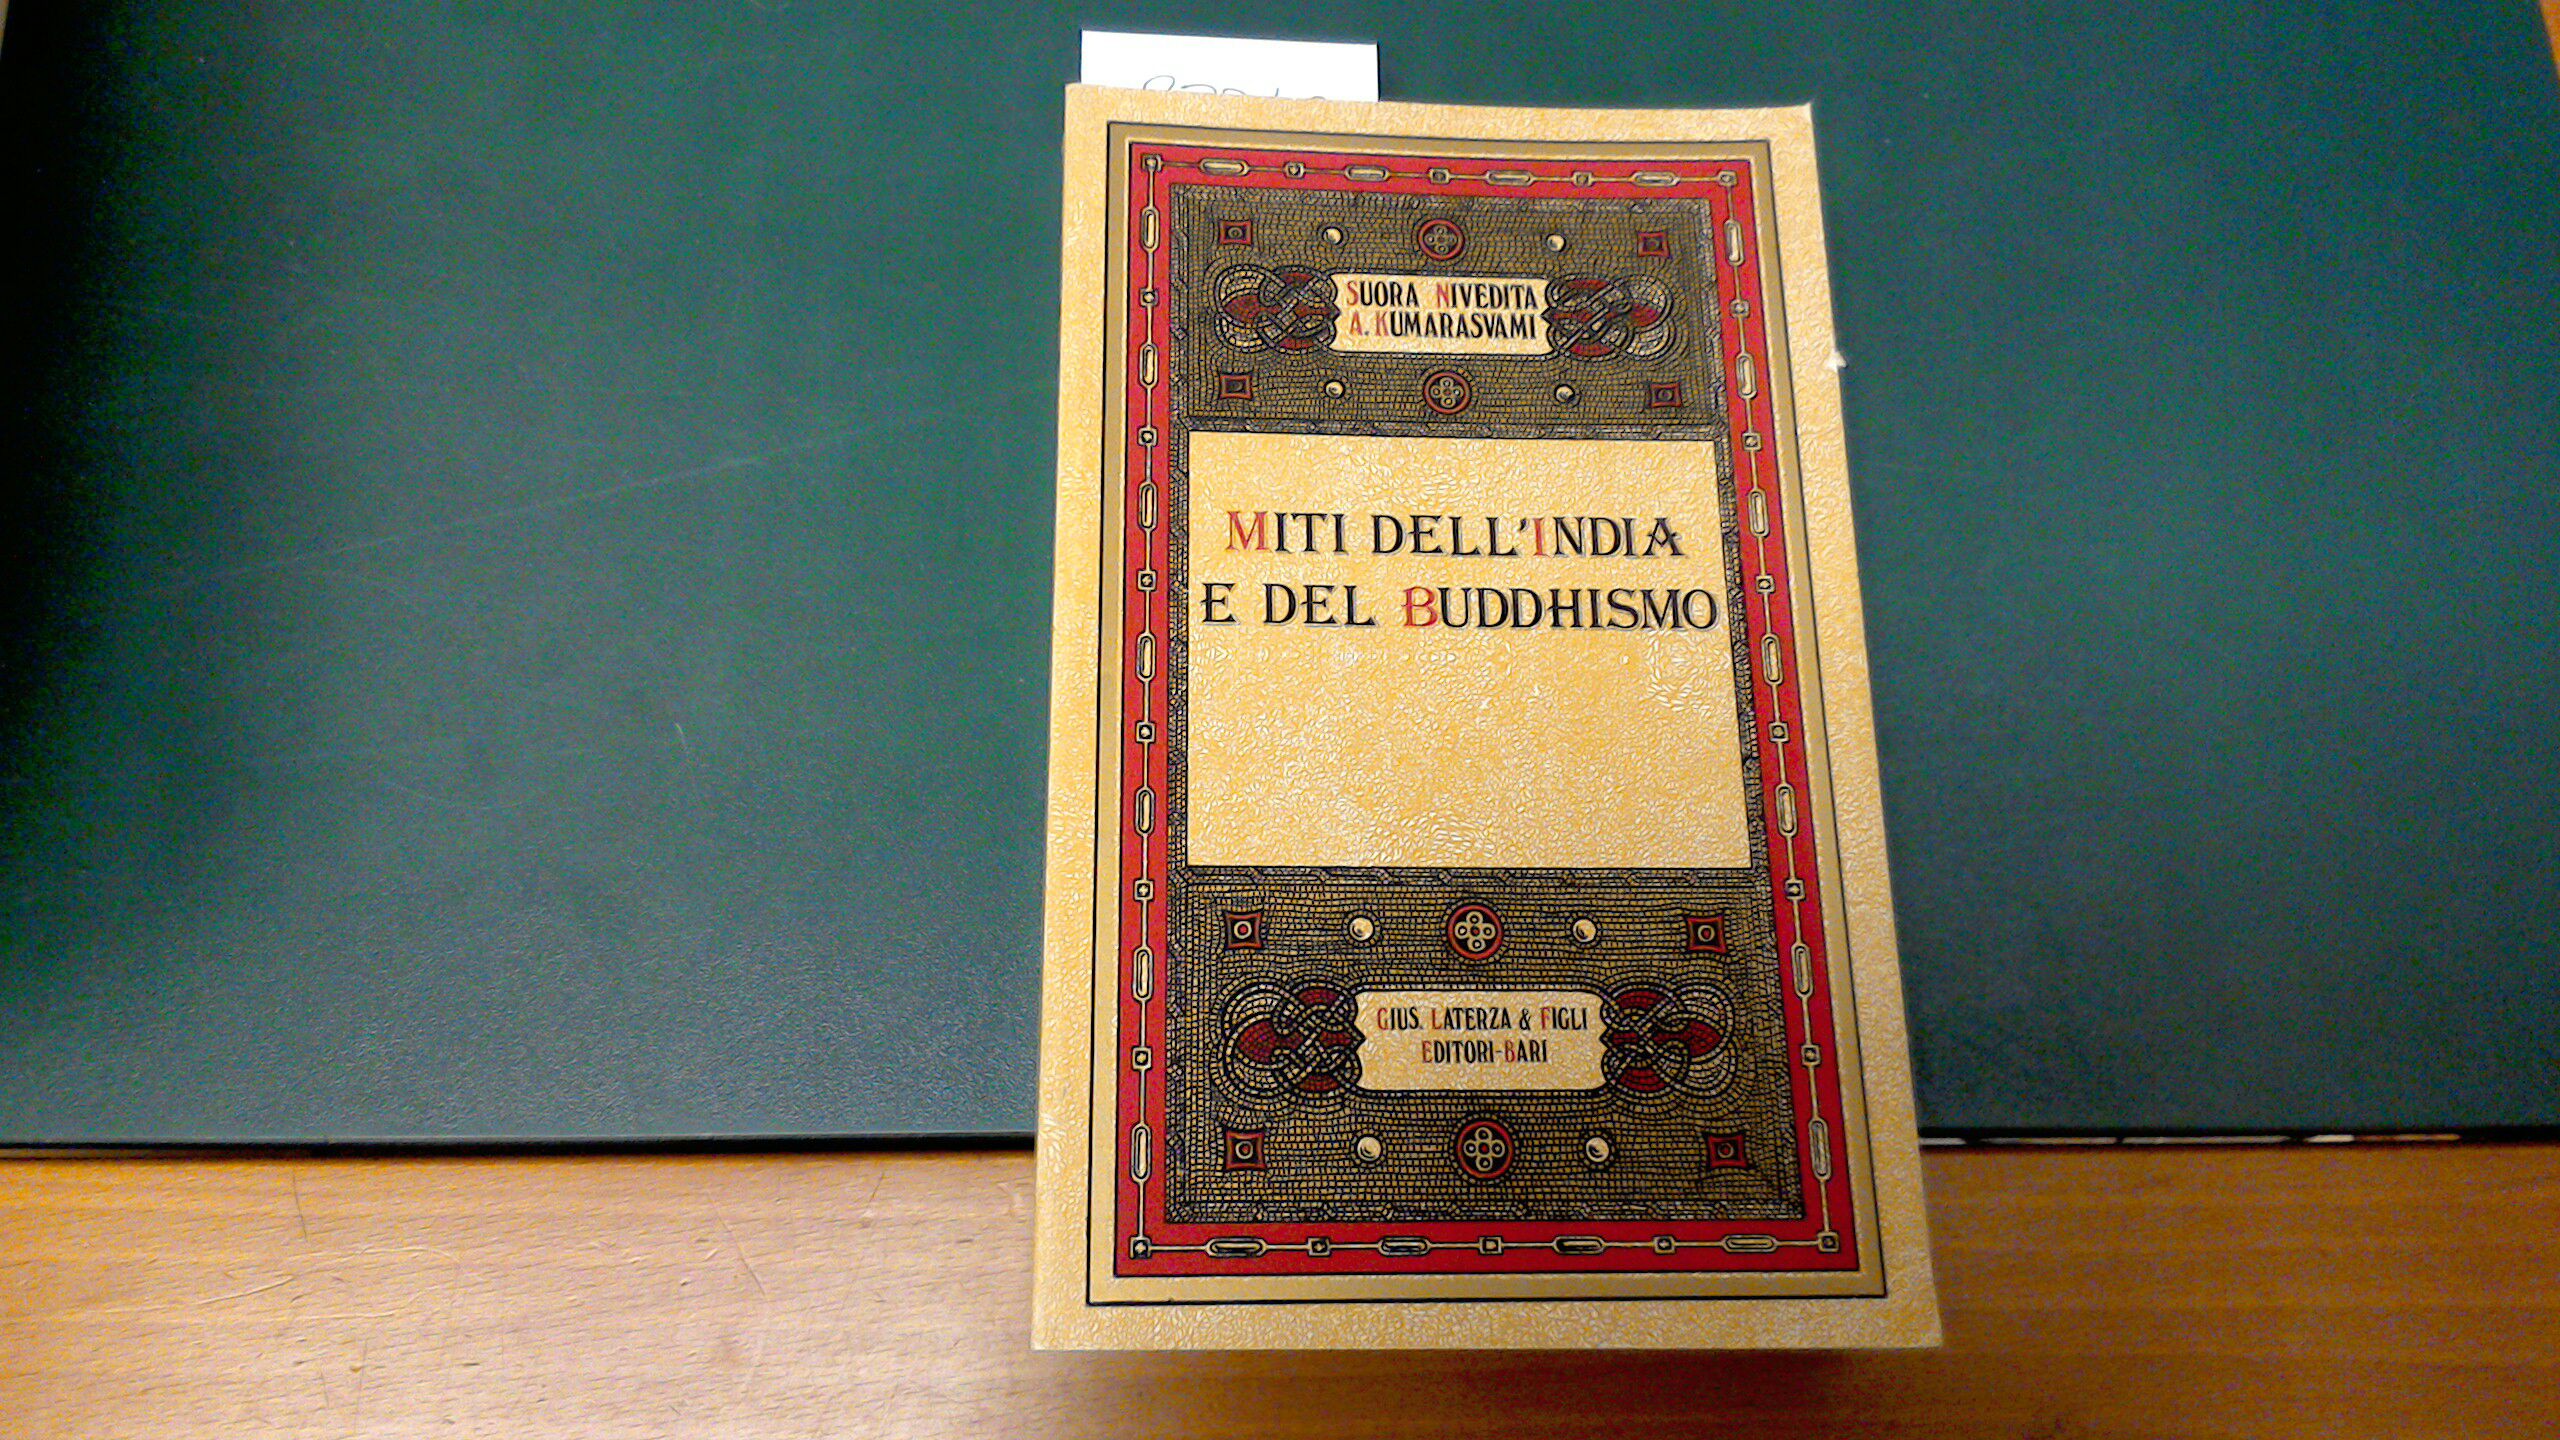 SUORA NIVEDITA
A. KUMARASVAMI
MITI DELL'INDIA
E DEL BUDDHISMO
GIUS. LATERZA & FIGLI
EDITORI-BARI